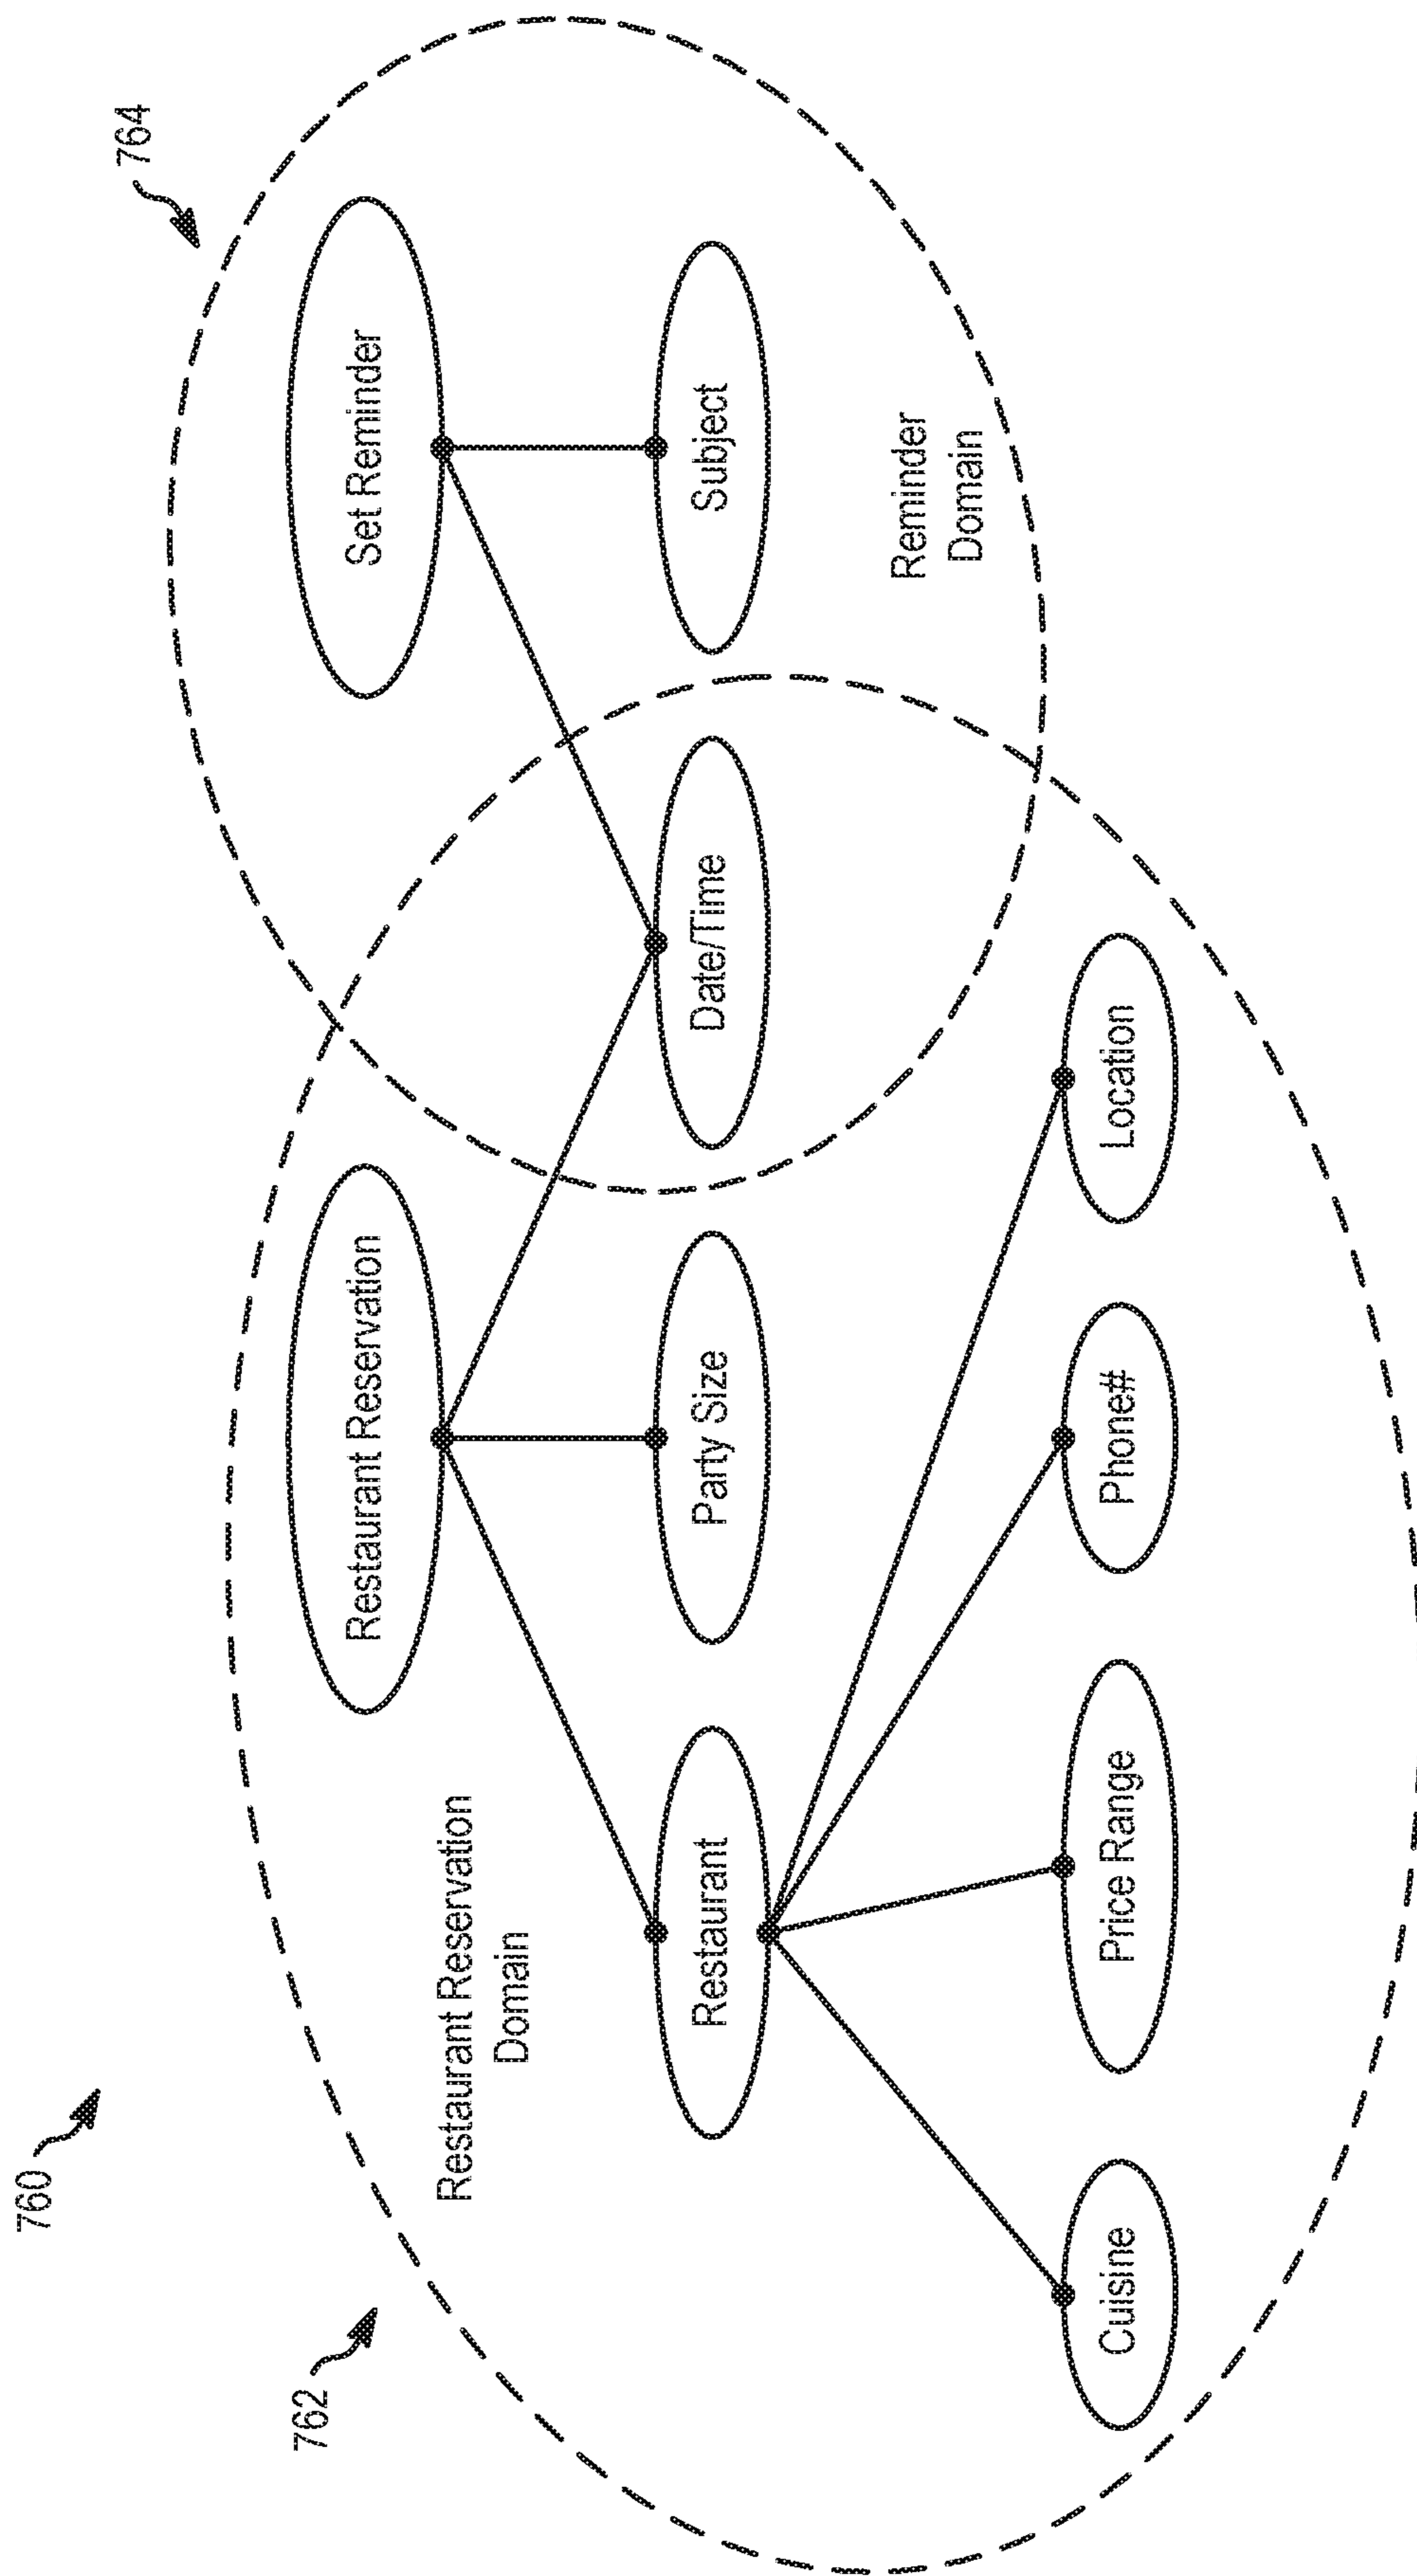 760
762
764
Restaurant Reservation
Set Reminder
Restaurant Reservation
Domain
Restaurant
Party Size
Date/Time
Subject
Reminder
Domain
Cuisine
Price Range
Phone#
Location